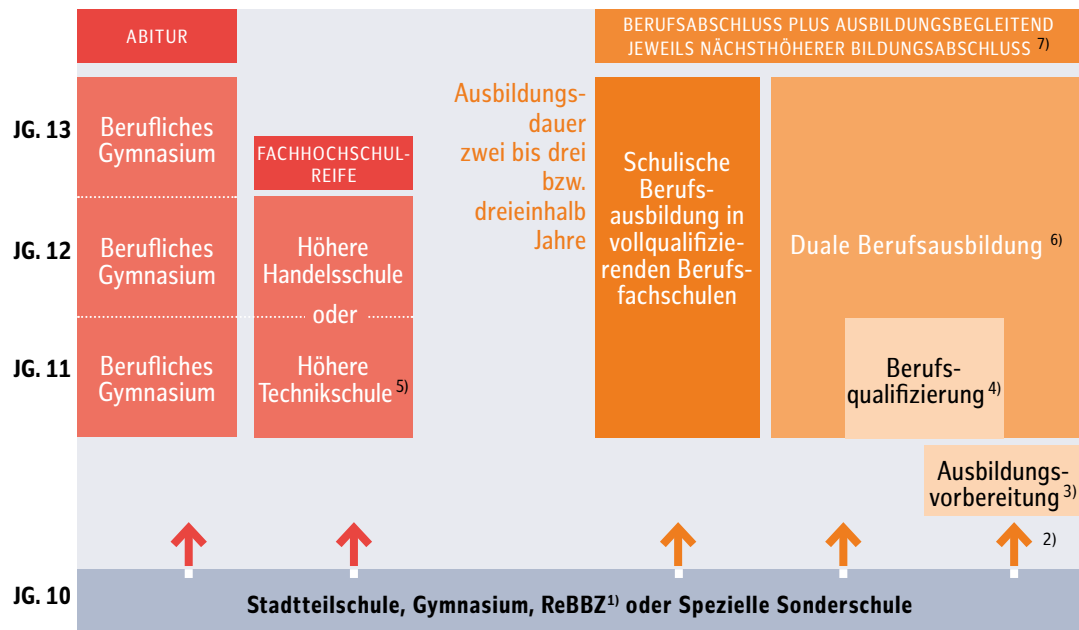 ABITUR
BERUFSABSCHLUSS PLUS AUSBILDUNGSBEGLEITEND
JEWEILS NÄCHSTHÖHERER BILDUNGSABSCHLUSS 7)
JG. 13
Berufliches
Gymnasium
FACHHOCHSCHUL-
REIFE
Ausbildungs-
dauer
zwei bis drei
bzw.
dreieinhalb
Jahre
Schulische
Berufs-
ausbildung in
vollqualifizie-
renden Berufs-
fachschulen
Duale Berufsausbildung 6)
JG. 12
Berufliches
Gymnasium
Höhere
Handelsschule
oder
JG. 11
Berufliches
Gymnasium
Höhere
Technikschule 5)
Berufs-
qualifizierung 4)
Ausbildungs-
vorbereitung 3)
2)
JG. 10
Stadtteilschule, Gymnasium, ReBBZ1) oder Spezielle Sonderschule